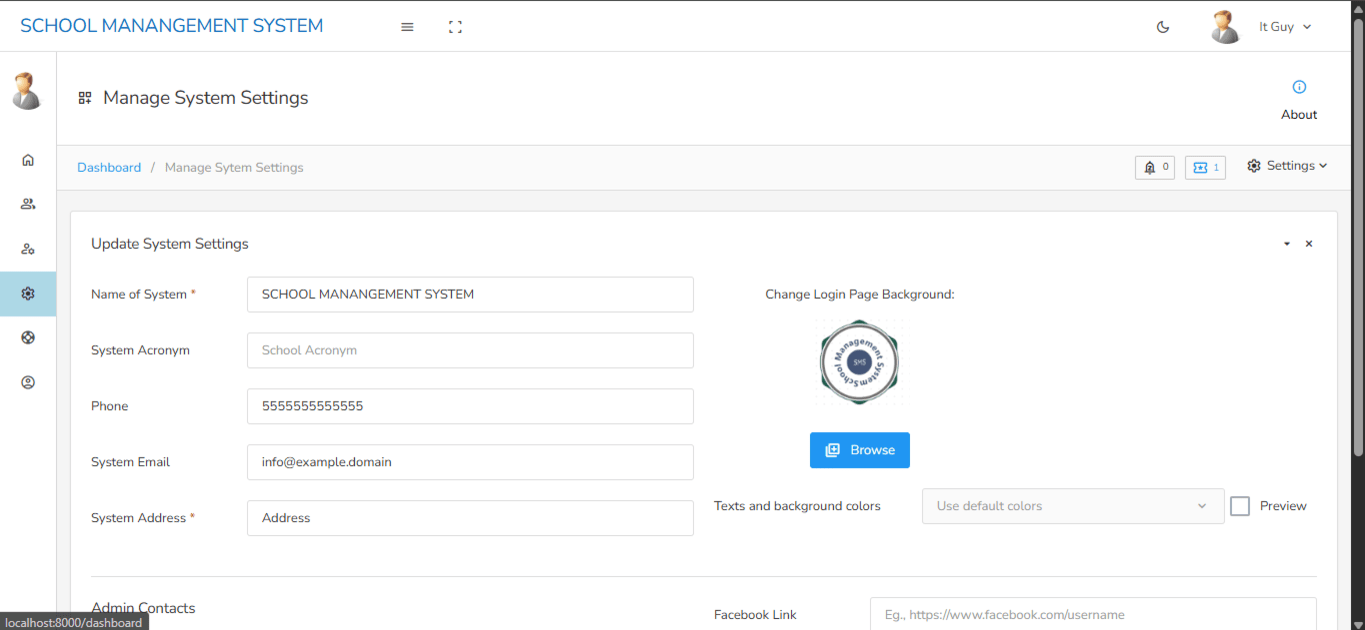 SCHOOL MANANGEMENT SYSTEM
It Guy
Manage System Settings
About
Dashboard / Manage Sytem Settings
0
1
Settings
Update System Settings
Name of System *
SCHOOL MANANGEMENT SYSTEM
Change Login Page Background:
System Acronym
School Acronym
School Management System
SMS
Phone
5555555555555
System Email
info@example.domain
Browse
System Address *
Address
Texts and background colors
Use default colors
Preview
Admin Contacts
Facebook Link
Eg., https://www.facebook.com/username
localhost:8000/dashboard